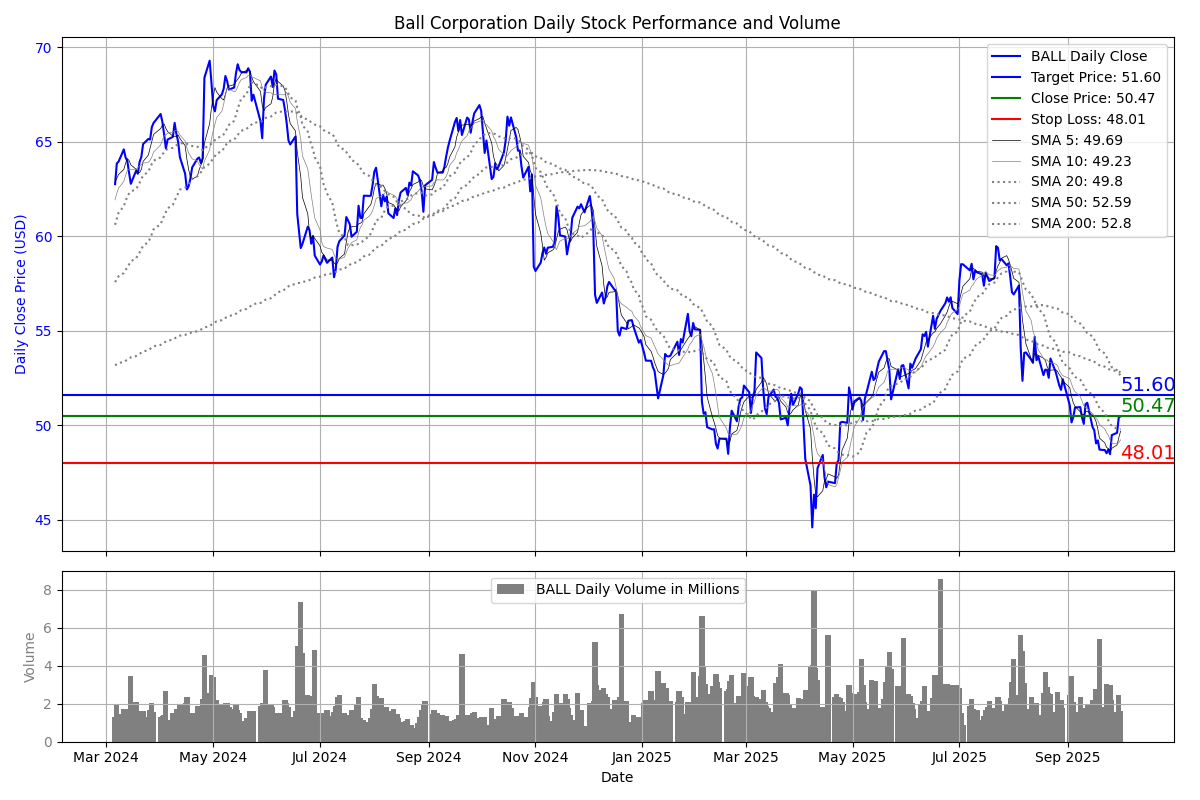 Ball Corporation Daily Stock Performance and Volume
Daily Close Price (USD)
70
65
60
55
50
45
BALL Daily Close
Target Price: 51.60
Close Price: 50.47
Stop Loss: 48.01
SMA 5: 49.69
SMA 10: 49.23
SMA 20: 49.8
SMA 50: 52.59
SMA 200: 52.8
51.60
50.47
48.01
Volume
8
6
4
2
0
BALL Daily Volume in Millions
Mar 2024 May 2024 Jul 2024 Sep 2024 Nov 2024 Jan 2025 Mar 2025 May 2025 Jul 2025 Sep 2025
Date